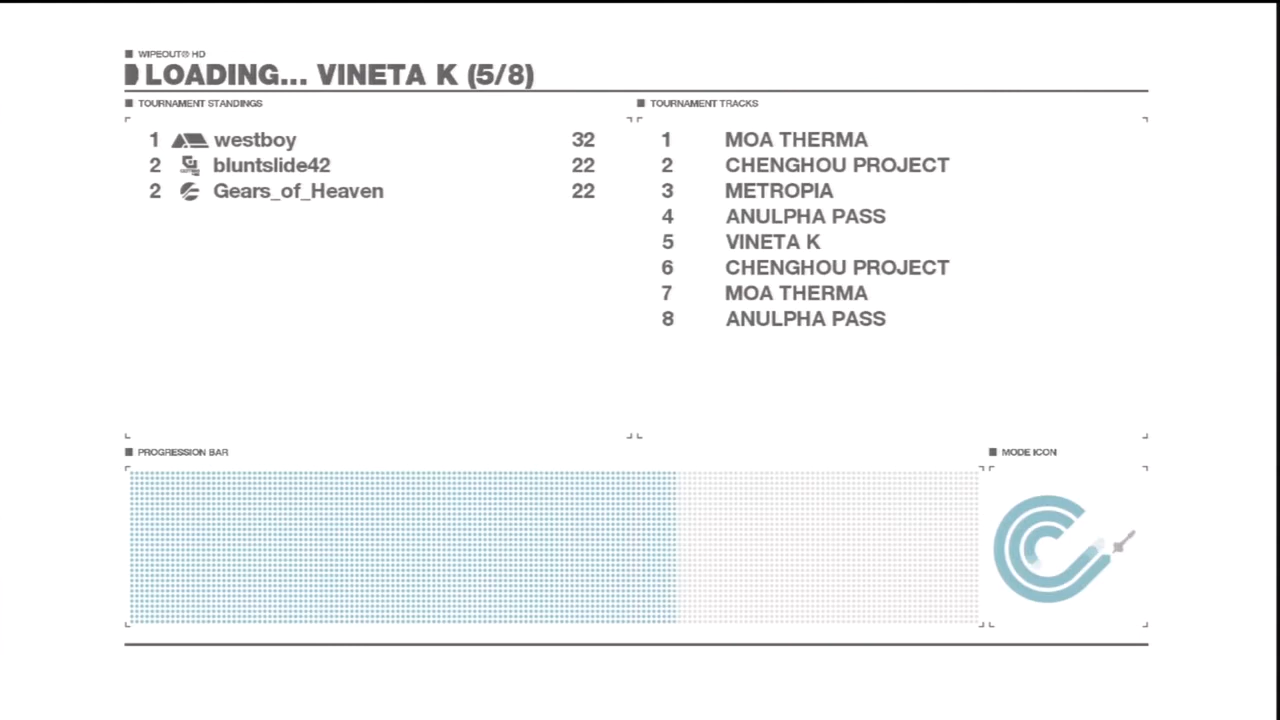 WIPEOUT® HD
LOADING... VINETA K (5/8)
TOURNAMENT STANDINGS
1 westboy 32
2 bluntslide42 22
2 Gears_of_Heaven 22
TOURNAMENT TRACKS
1 MOA THERMA
2 CHENGHOU PROJECT
3 METROPIA
4 ANULPHA PASS
5 VINETA K
6 CHENGHOU PROJECT
7 MOA THERMA
8 ANULPHA PASS
PROGRESSION BAR
MODE ICON